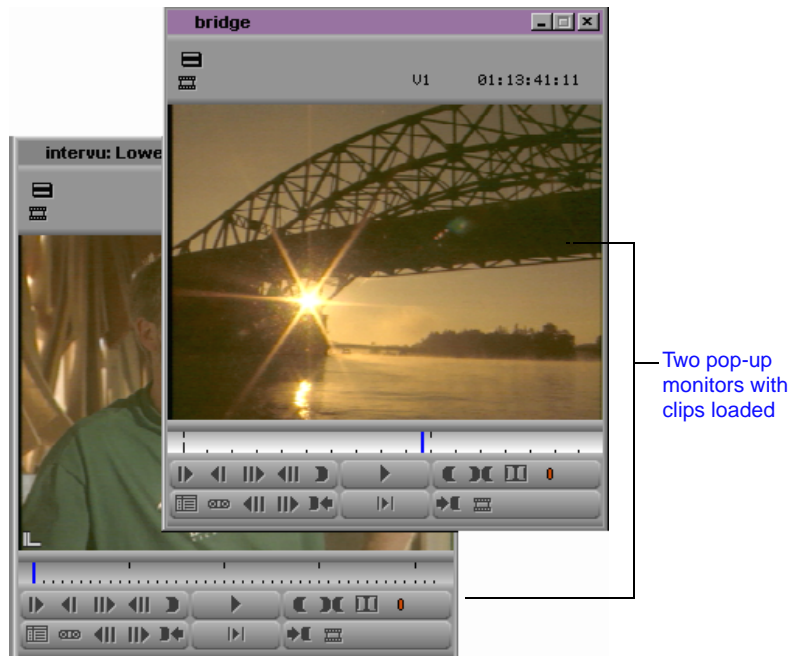 bridge
V1 01:13:41:11
intervu: Lowe
Two pop-up
monitors with
clips loaded